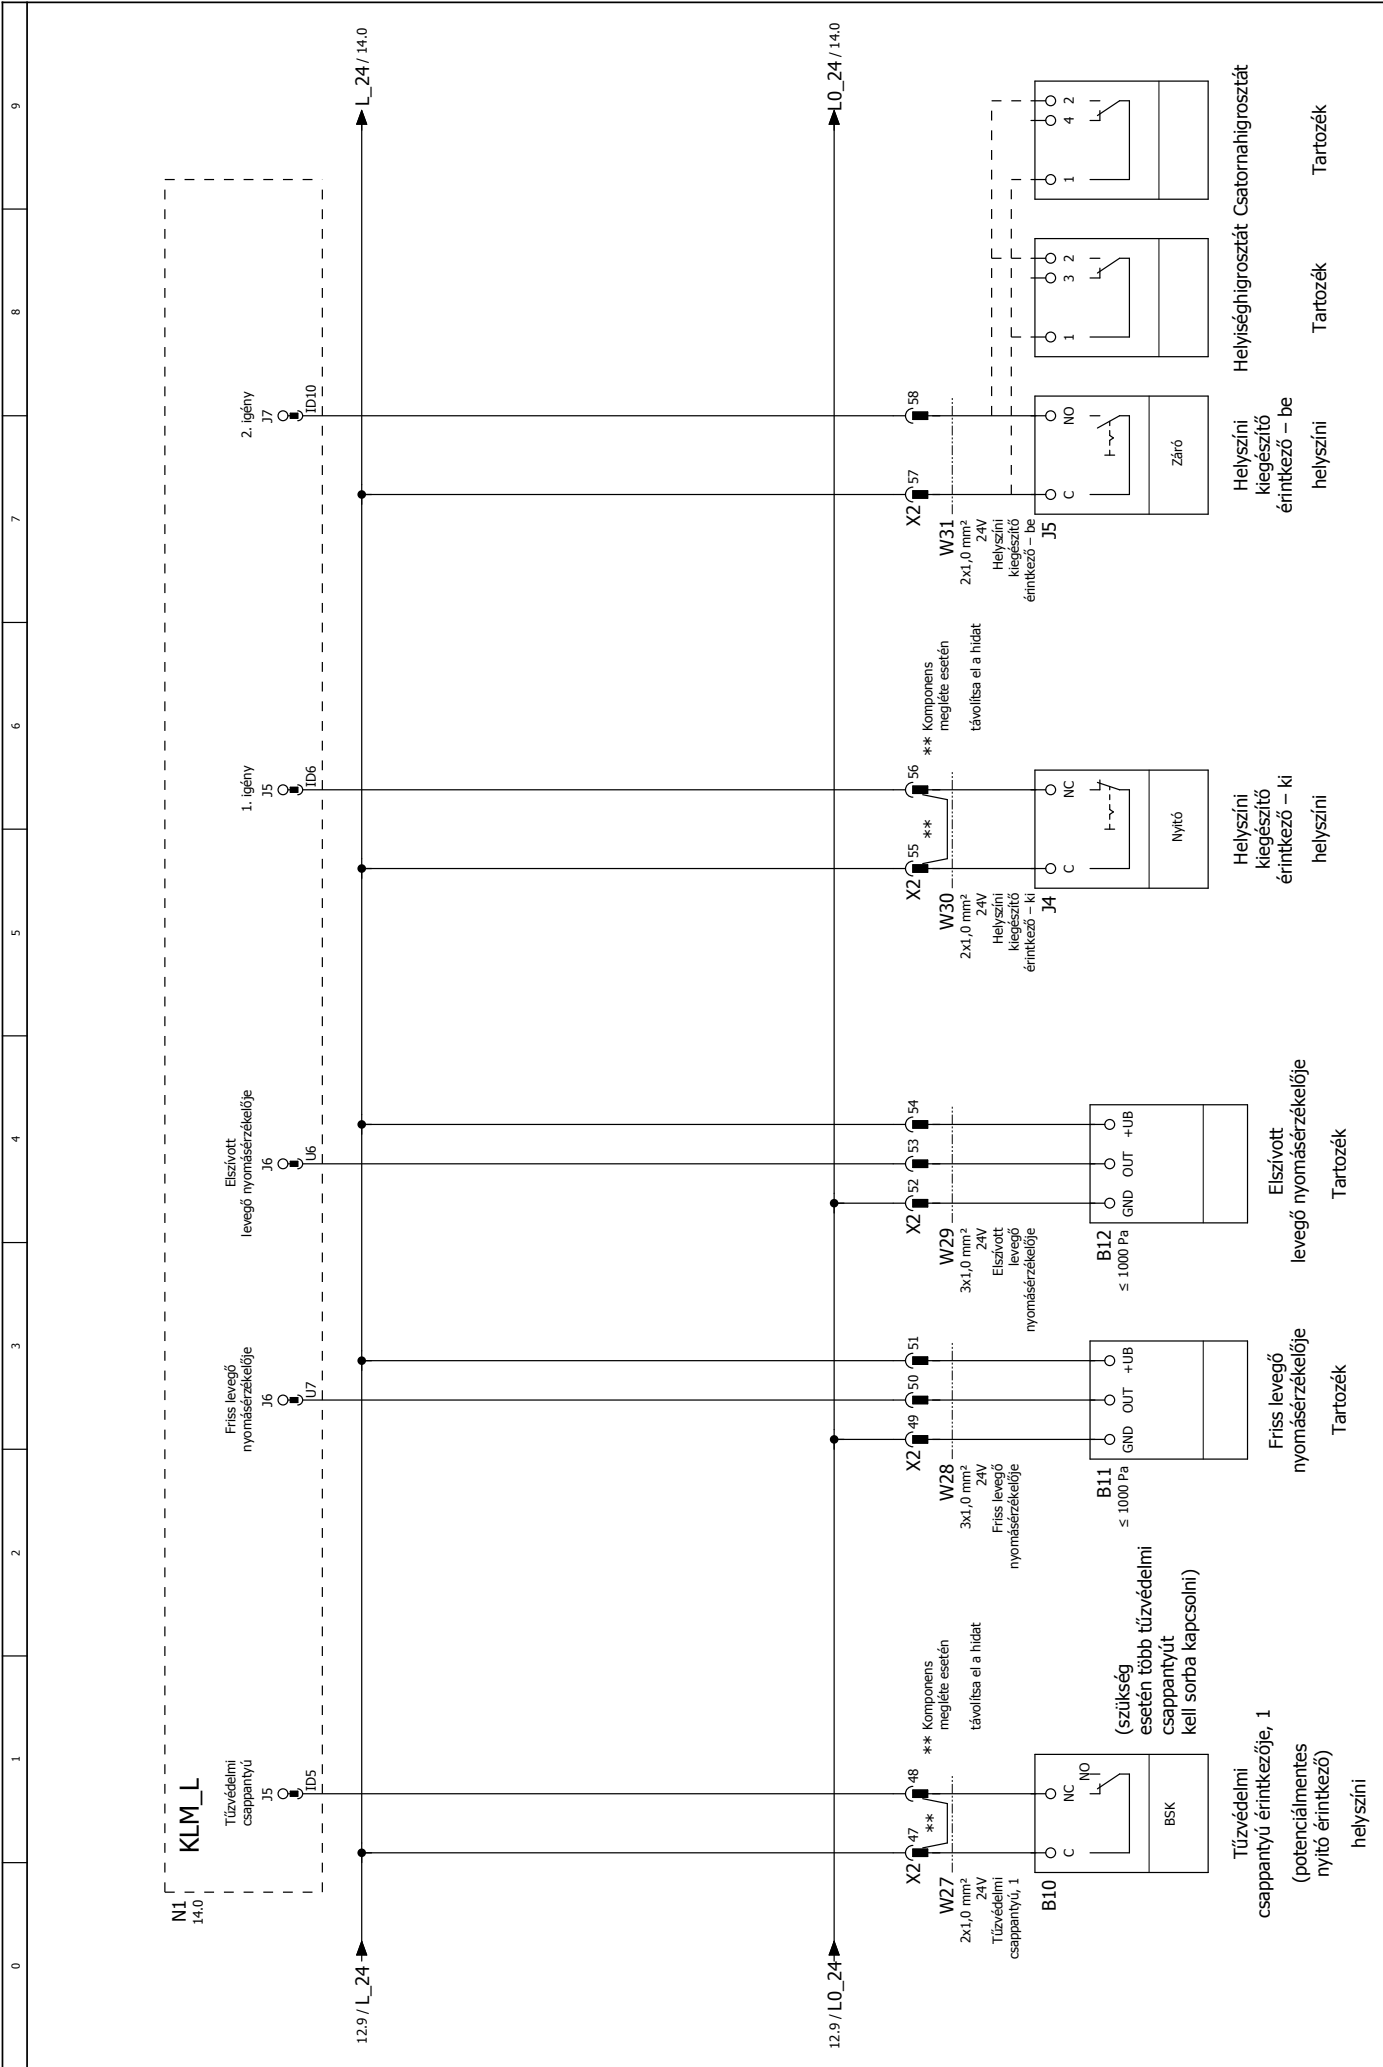 0
1
2
3
4
5
6
7
8
9
N1
14.0
KLM_L
Tűzvédelmi
csappantyú
J5
ID5
Friss levegő
nyomásérzékelője
J6
U7
Elszívott
levegő nyomásérzékelője
J6
U6
1. igény
J5
ID6
2. igény
J7
ID10
12.9 / L_24
L_24 / 14.0
12.9 / L0_24
L0_24 / 14.0
X2 47 48
**
** Komponens
megléte esetén
távolítsa el a hidat
W27
2x1,0 mm²
24V
Tűzvédelmi
csappantyú, 1
X2 49 50 51
W28
3x1,0 mm²
24V
Friss levegő
nyomásérzékelője
X2 52 53 54
W29
3x1,0 mm²
24V
Elszívott
levegő
nyomásérzékelője
X2 55 56
**
** Komponens
megléte esetén
távolítsa el a hidat
W30
2x1,0 mm²
24V
Helyszíni
kiegészítő
érintkező – ki
X2 57 58
W31
2x1,0 mm²
24V
Helyszíni
kiegészítő
érintkező – be
B10
C NC NO
BSK
(szükség
esetén több tűzvédelmi
csappantyút
kell sorba kapcsolni)
Tűzvédelmi
csappantyú érintkezője, 1
(potenciálmentes
nyitó érintkező)
helyszíni
B11
≤ 1000 Pa
GND OUT +UB
Friss levegő
nyomásérzékelője
Tartozék
B12
≤ 1000 Pa
GND OUT +UB
Elszívott
levegő nyomásérzékelője
Tartozék
J4
C NC
Nyitó
Helyszíni
kiegészítő
érintkező – ki
helyszíni
J5
C NO
Záró
Helyszíni
kiegészítő
érintkező – be
helyszíni
1 3 2
Helyiséghigrosztát
Tartozék
1 4 2
Csatornahigrosztát
Tartozék